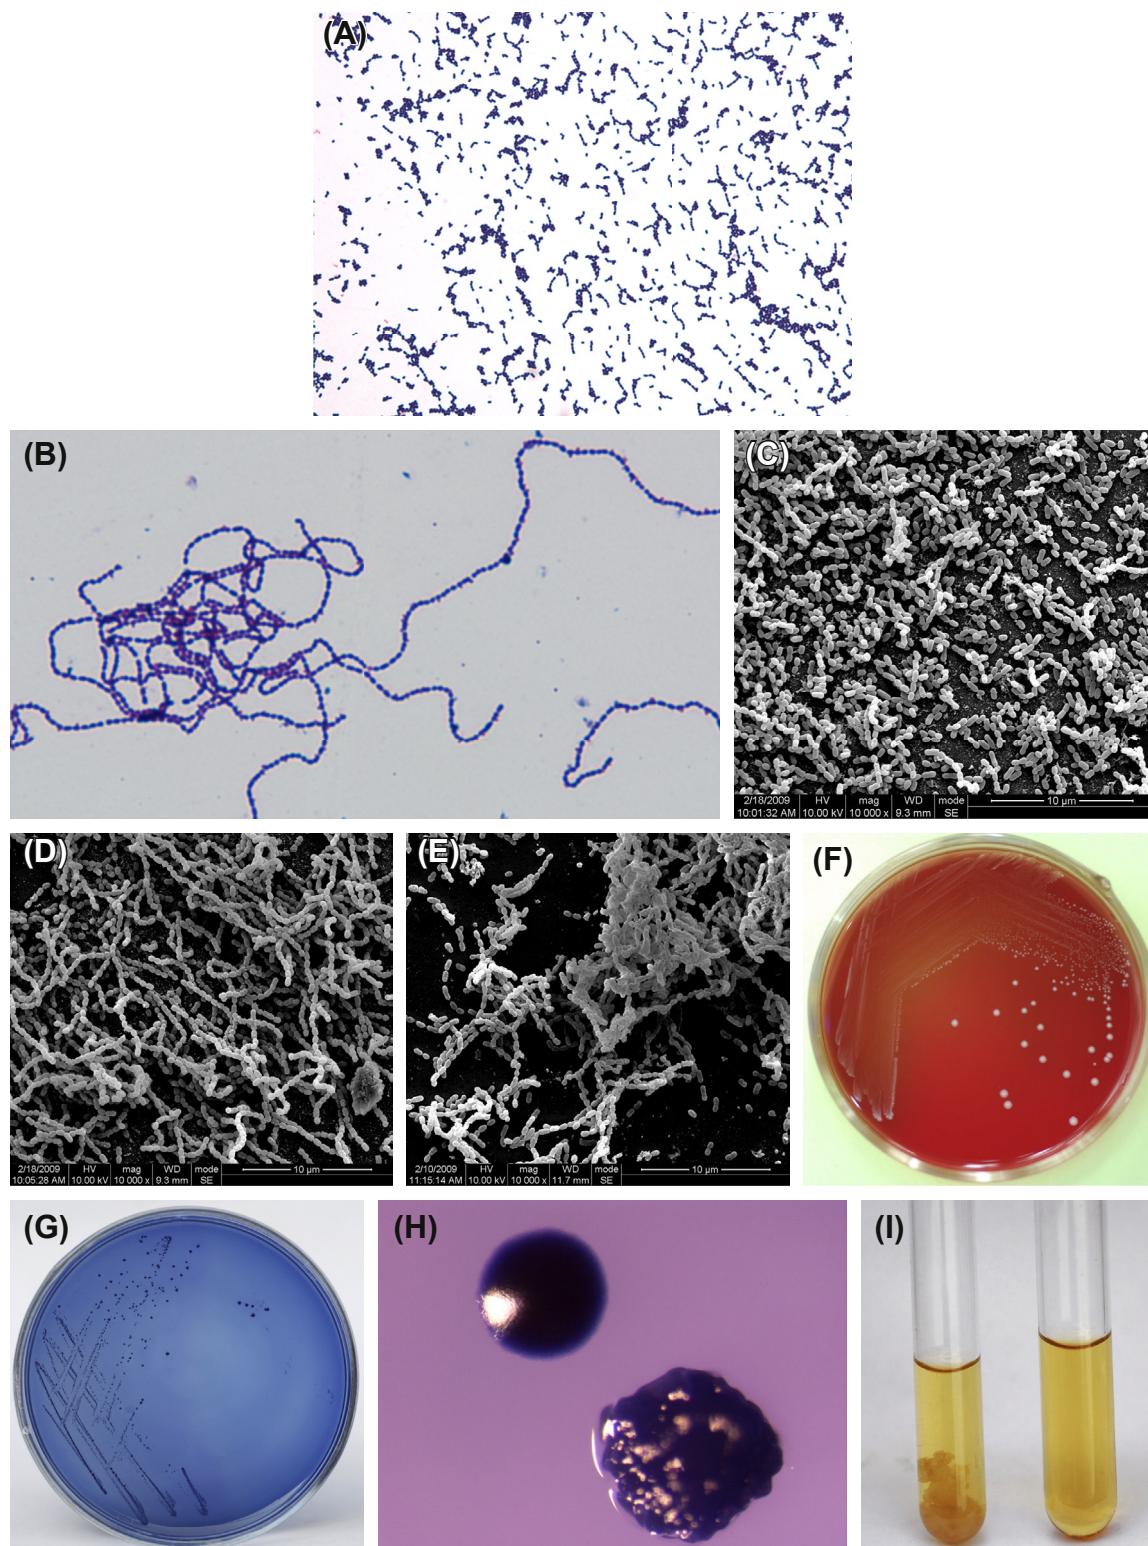 (A)
(B)
(C)
2/18/2009 HV mag WD mode
10:01:32 AM 10.00 kV 10 000 x 9.3 mm SE 10 µm
(D)
2/18/2009 HV mag WD mode
10:05:28 AM 10.00 kV 10 000 x 9.3 mm SE 10 µm
(E)
2/10/2009 HV mag WD mode
11:15:14 AM 10.00 kV 10 000 x 11.7 mm SE 10 µm
(F)
(G)
(H)
(I)